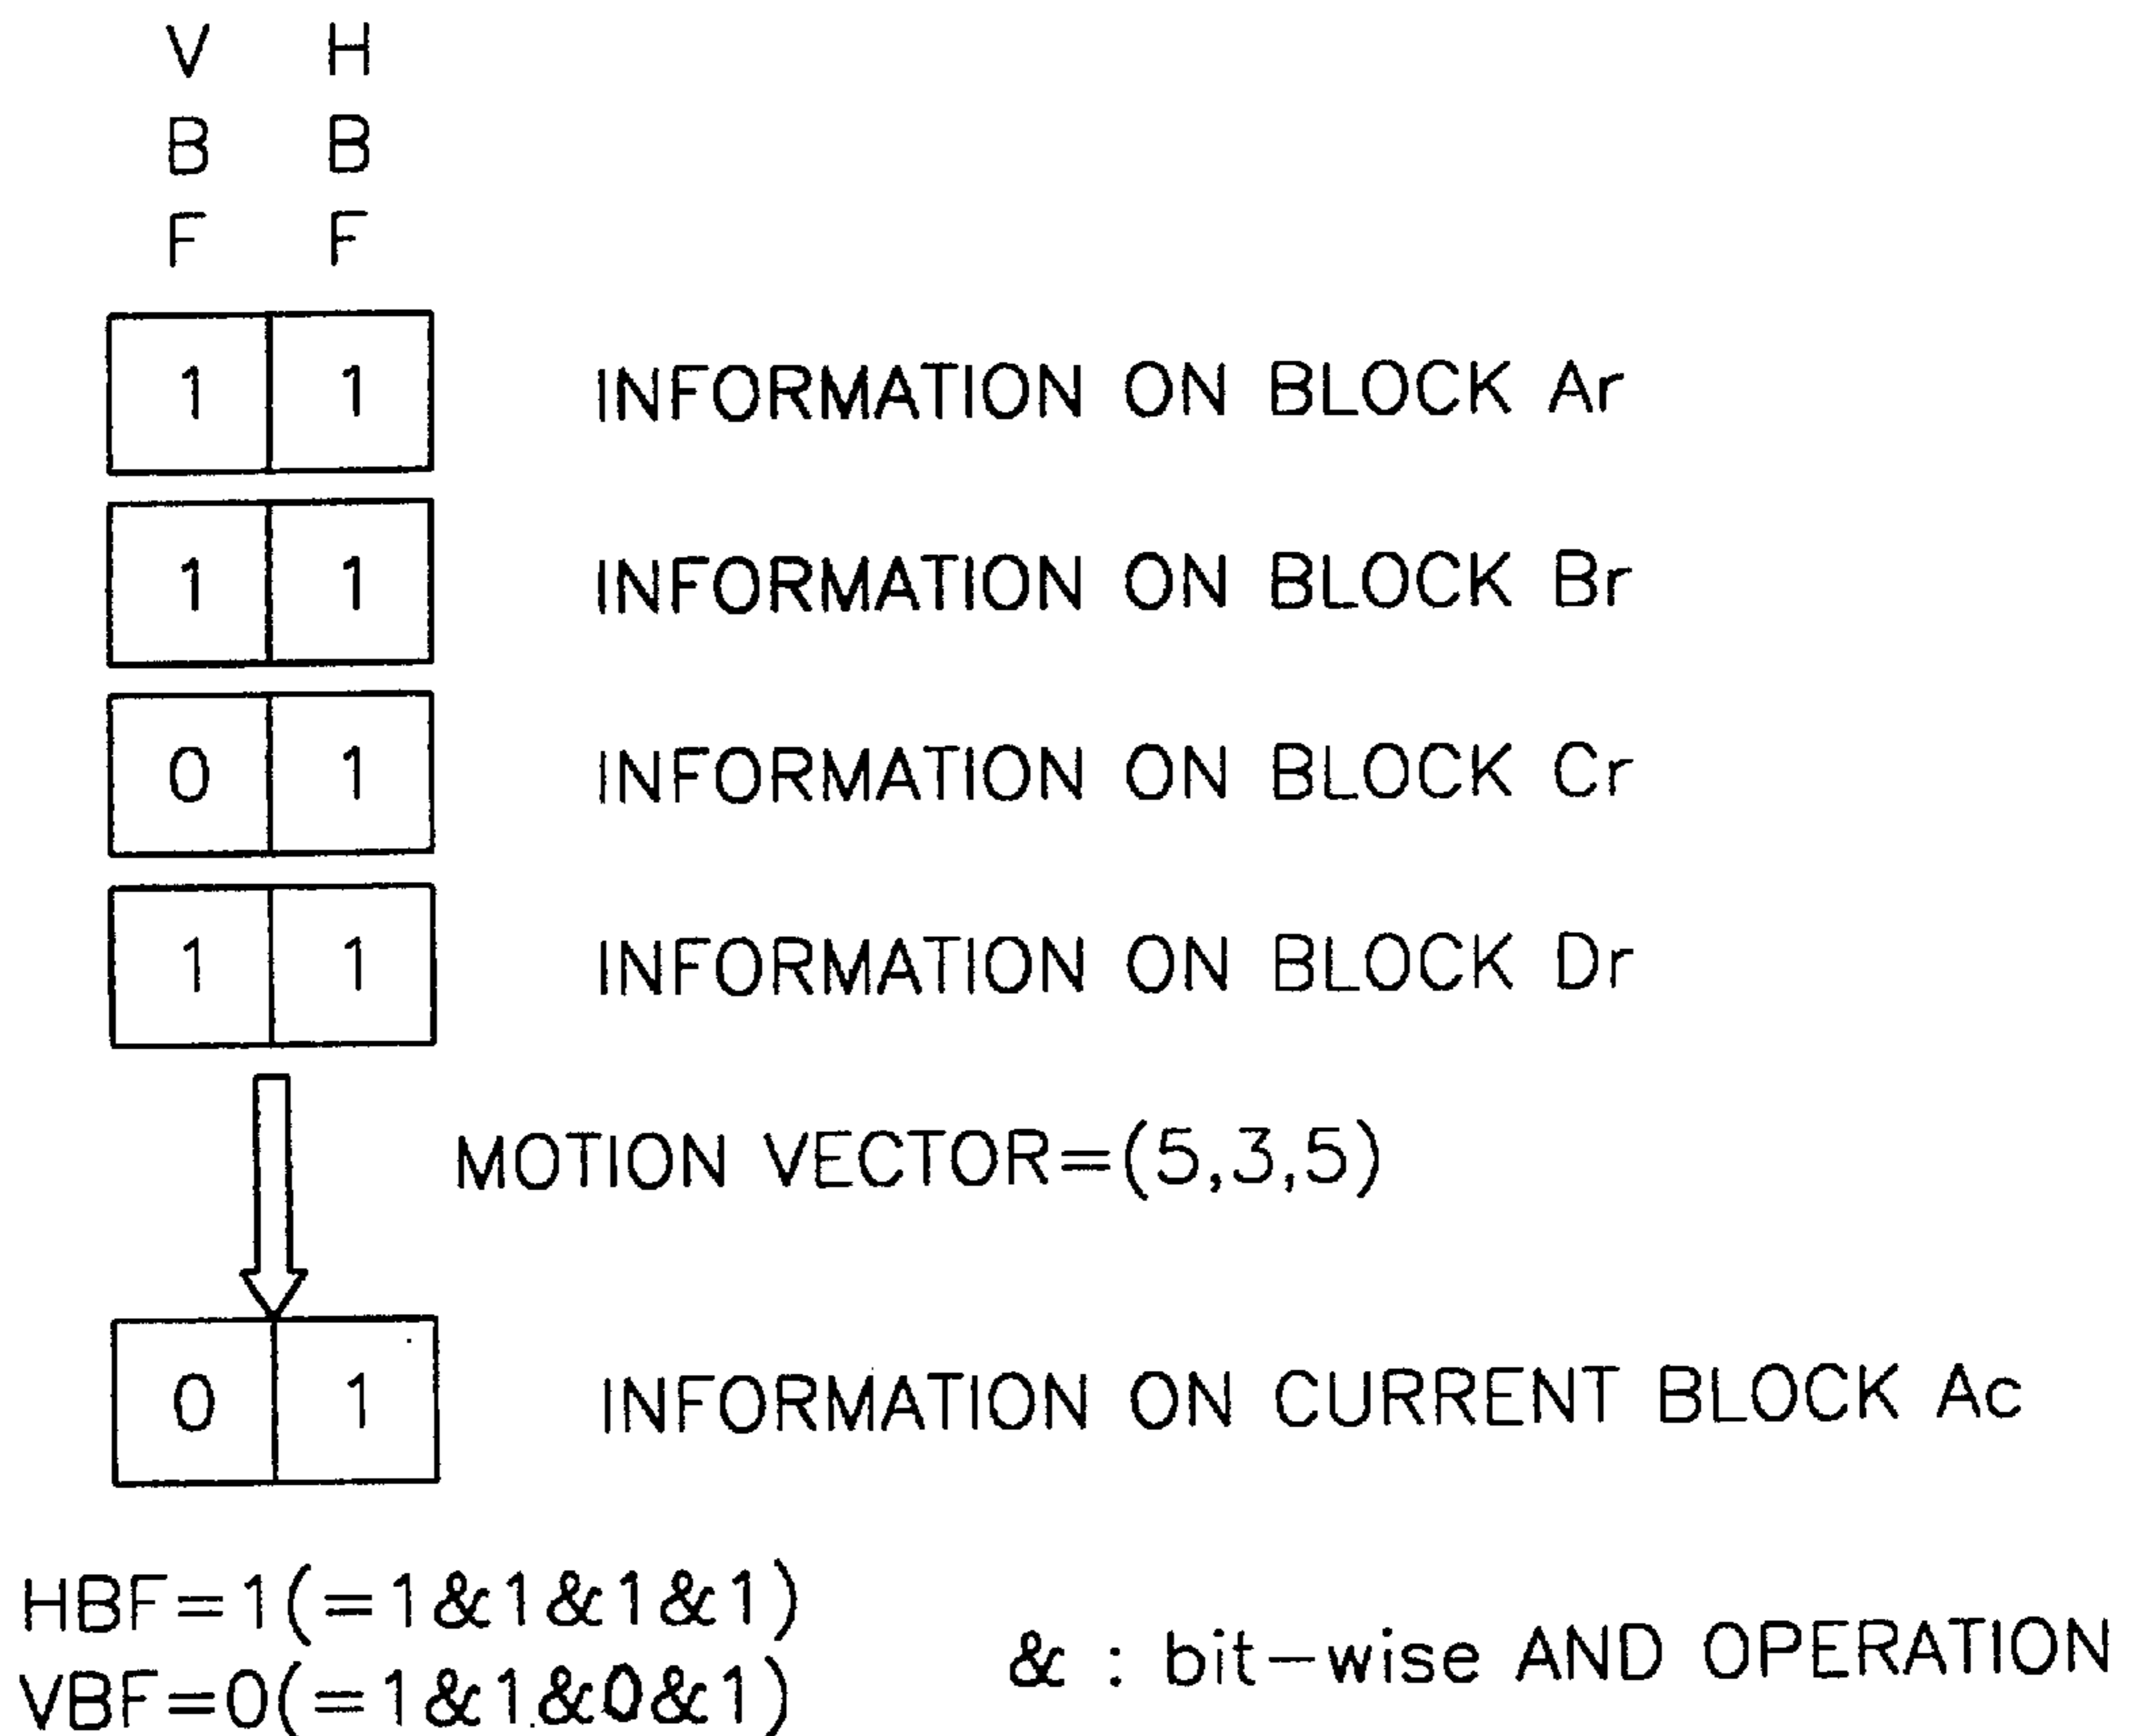 V H
B B
F F
1 1 INFORMATION ON BLOCK Ar
1 1 INFORMATION ON BLOCK Br
0 1 INFORMATION ON BLOCK Cr
1 1 INFORMATION ON BLOCK Dr
MOTION VECTOR=(5,3,5)
0 1 INFORMATION ON CURRENT BLOCK Ac
HBF=1(=1&1&1&1)
VBF=0(=1&1&0&1)
& : bit-wise AND OPERATION